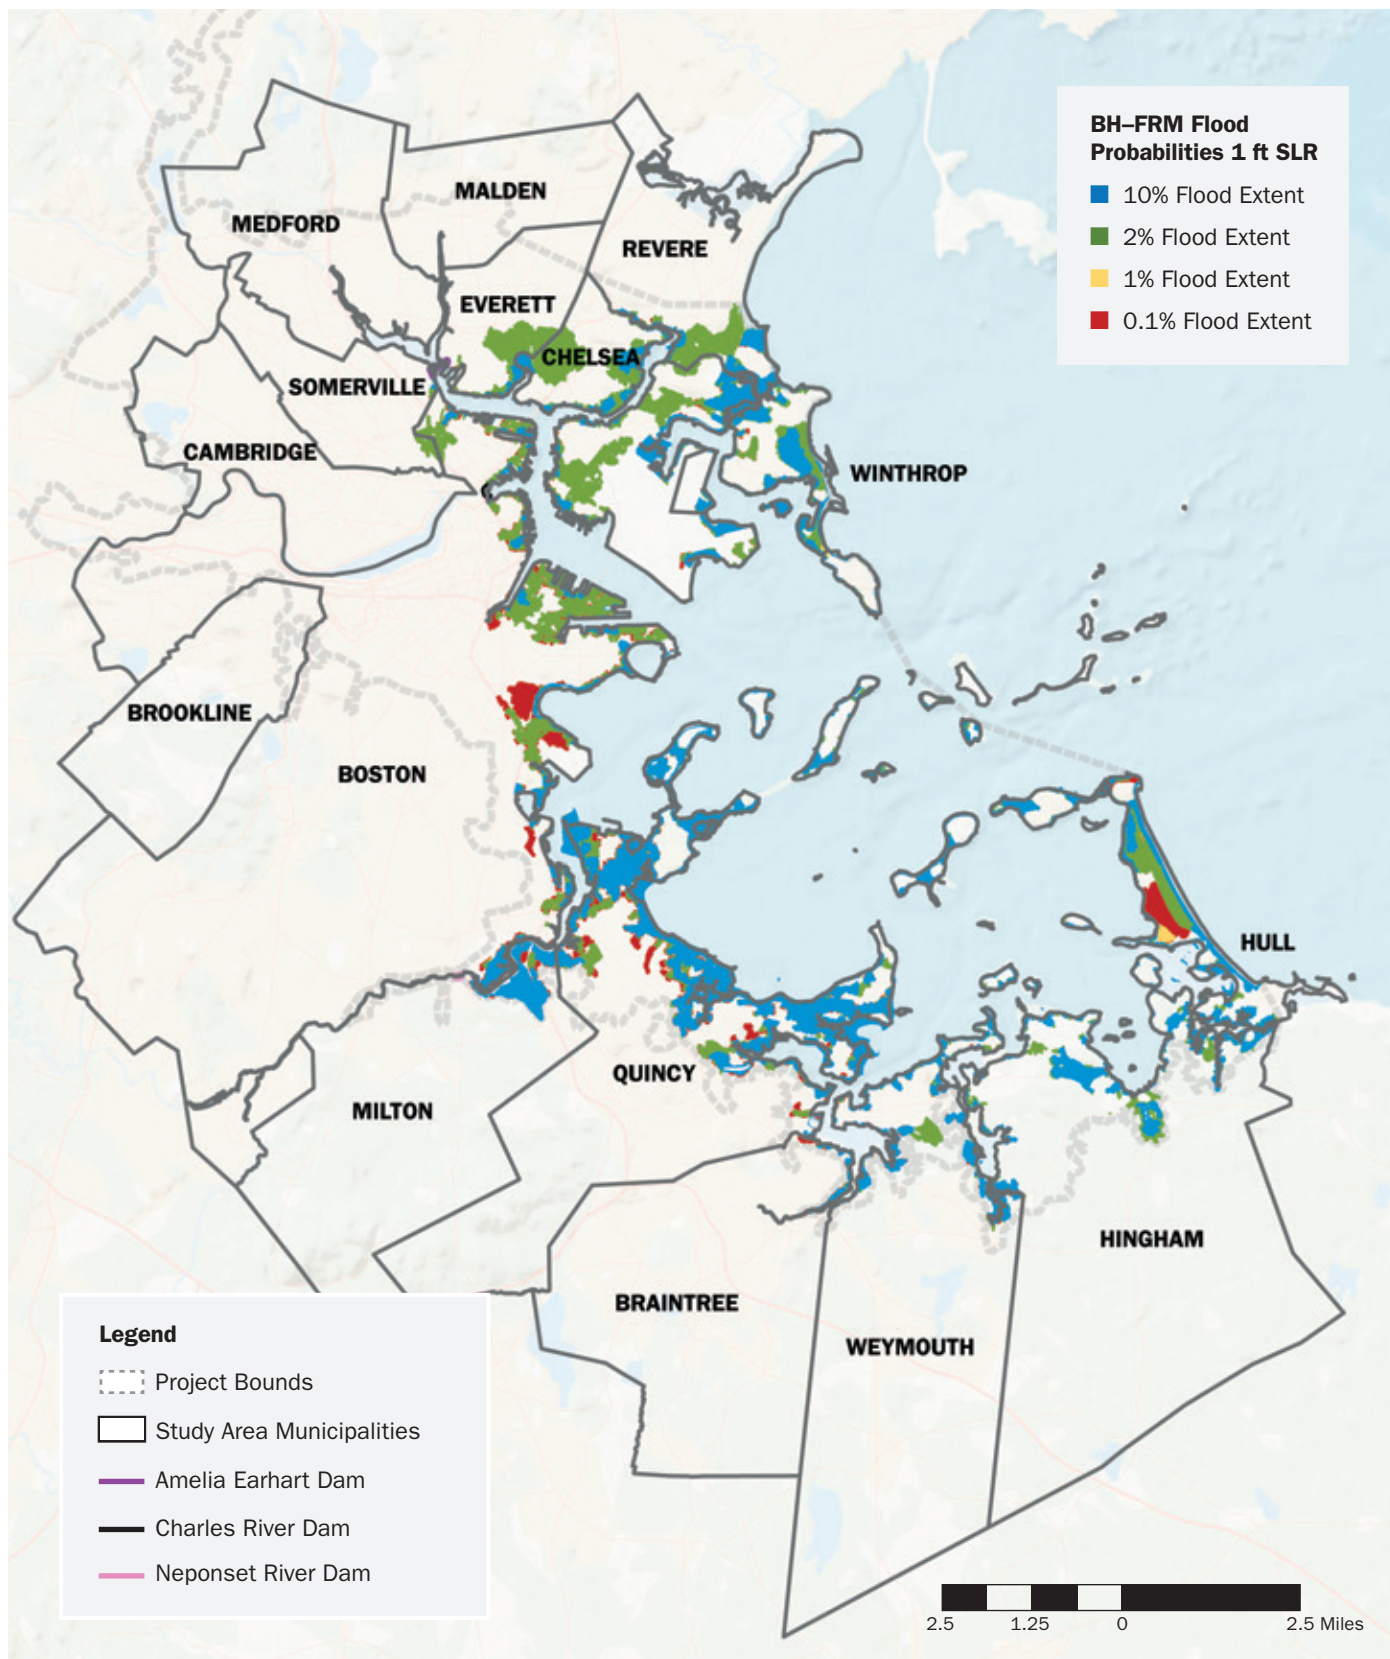 BH–FRM Flood
Probabilities 1 ft SLR
10% Flood Extent
2% Flood Extent
1% Flood Extent
0.1% Flood Extent
MALDEN
MEDFORD
REVERE
EVERETT
CHELSEA
SOMERVILLE
CAMBRIDGE
WINTHROP
BROOKLINE
BOSTON
HULL
QUINCY
MILTON
HINGHAM
BRAINTREE
WEYMOUTH
Legend
Project Bounds
Study Area Municipalities
Amelia Earhart Dam
Charles River Dam
Neponset River Dam
2.5 1.25 0 2.5 Miles